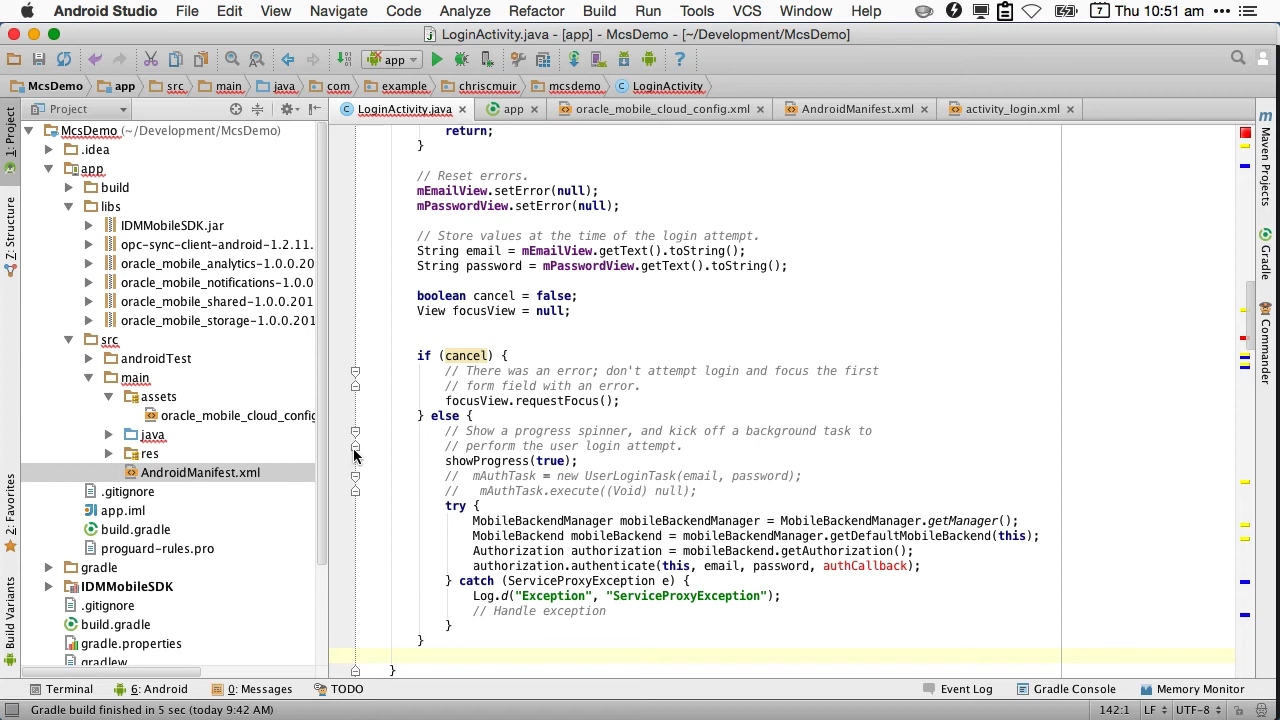 Android Studio File Edit View Navigate Code Analyze Refactor Build Run Tools VCS Window Help 7 Thu 10:51 am
LoginActivity.java - [app] - McsDemo - [~/Development/McsDemo]
app
McsDemo app src main java com example chriscmuir mcsdemo LoginActivity
Project LoginActivity.java app oracle_mobile_cloud_config.xml AndroidManifest.xml activity_login.xml
1: Project
Z: Structure
2: Favorites
Build Variants
McsDemo (~/Development/McsDemo)
.idea
app
build
libs
IDMMobileSDK.jar
opc-sync-client-android-1.2.11.
oracle_mobile_analytics-1.0.0.20
oracle_mobile_notifications-1.0.0
oracle_mobile_shared-1.0.0.201
oracle_mobile_storage-1.0.0.201
src
androidTest
main
assets
oracle_mobile_cloud_config
java
res
AndroidManifest.xml
.gitignore
app.iml
build.gradle
proguard-rules.pro
gradle
IDMMobileSDK
.gitignore
build.gradle
gradle.properties
gradlew
return;
}
// Reset errors.
mEmailView.setError(null);
mPasswordView.setError(null);
// Store values at the time of the login attempt.
String email = mEmailView.getText().toString();
String password = mPasswordView.getText().toString();
boolean cancel = false;
View focusView = null;
if (cancel) {
// There was an error; don't attempt login and focus the first
// form field with an error.
focusView.requestFocus();
} else {
// Show a progress spinner, and kick off a background task to
// perform the user login attempt.
showProgress(true);
// mAuthTask = new UserLoginTask(email, password);
// mAuthTask.execute((Void) null);
try {
MobileBackendManager mobileBackendManager = MobileBackendManager.getManager();
MobileBackend mobileBackend = mobileBackendManager.getDefaultMobileBackend(this);
Authorization authorization = mobileBackend.getAuthorization();
authorization.authenticate(this, email, password, authCallback);
} catch (ServiceProxyException e) {
Log.d("Exception", "ServiceProxyException");
// Handle exception
}
}
}
m Maven Projects
Gradle
Commander
Terminal 6: Android 0: Messages TODO Event Log Gradle Console Memory Monitor
Gradle build finished in 5 sec (today 9:42 AM) 142:1 LF UTF-8